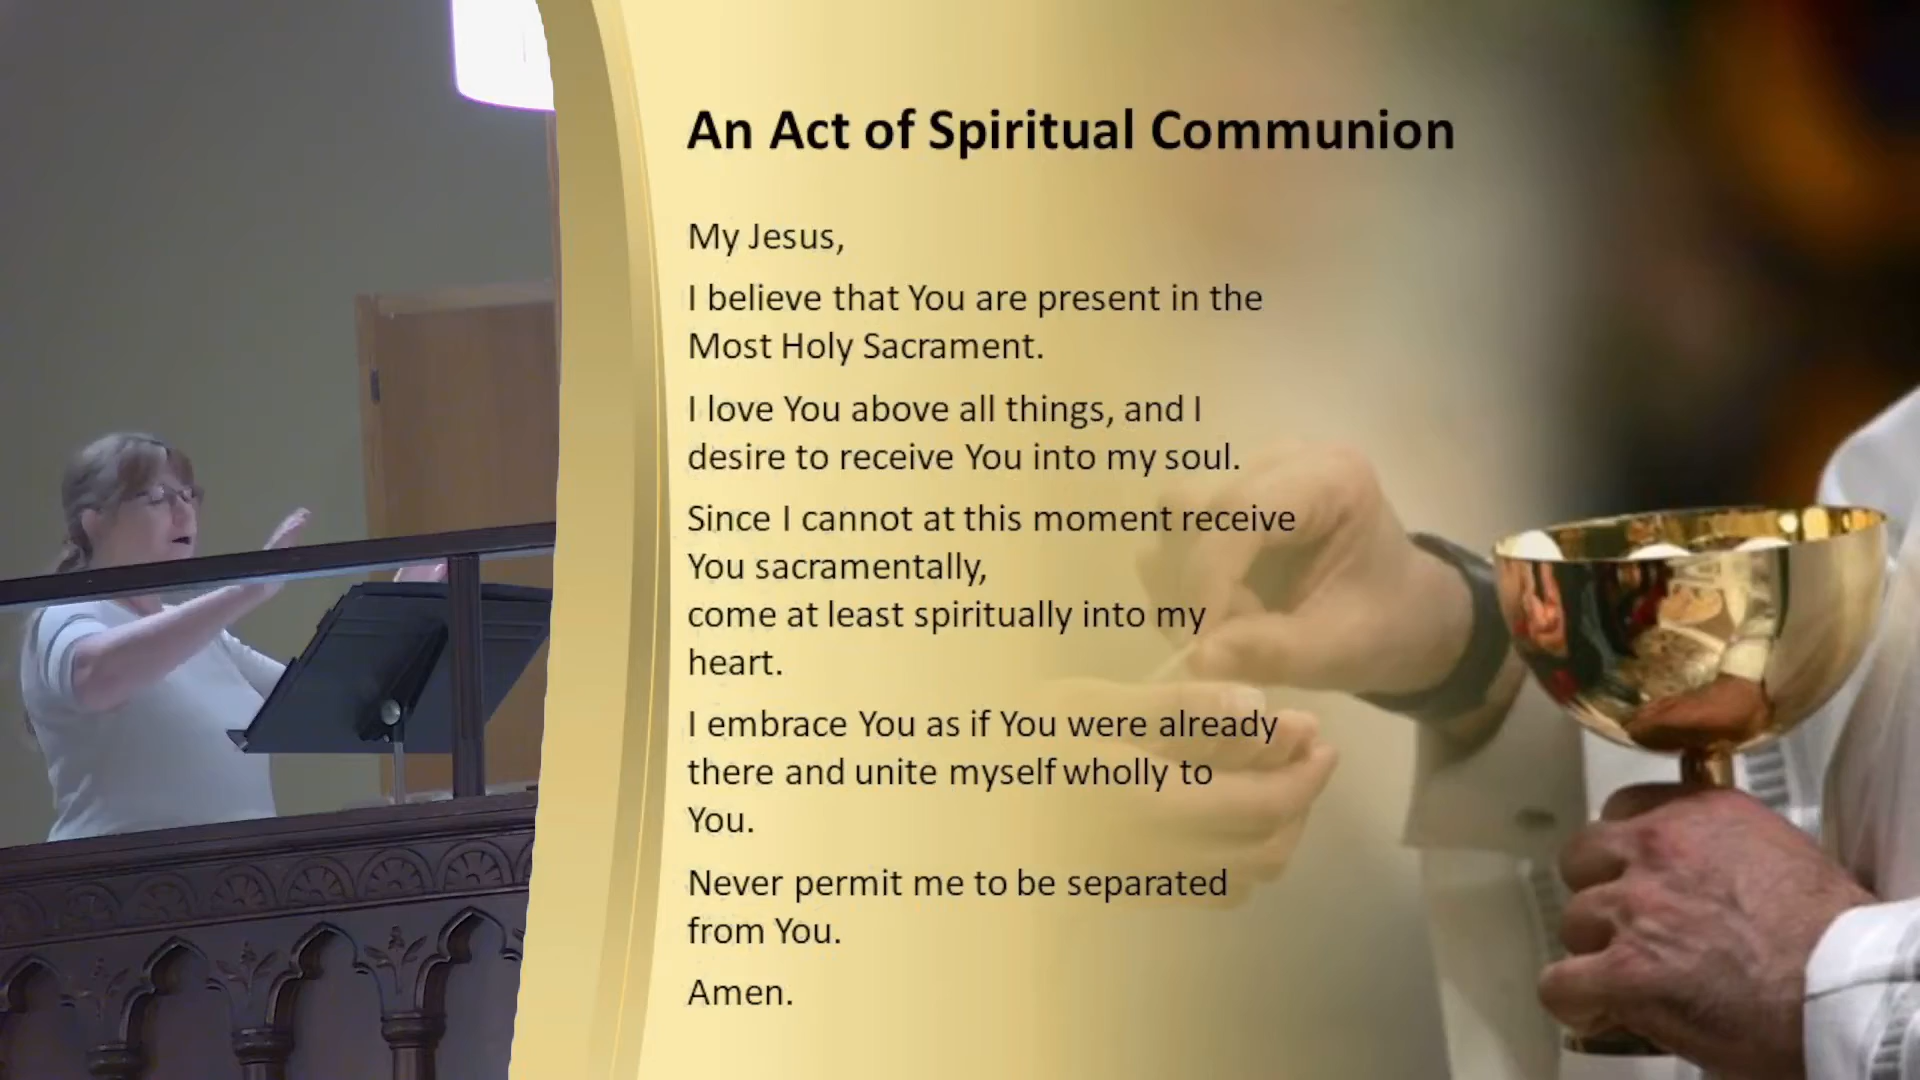 An Act of Spiritual Communion
My Jesus,
I believe that You are present in the
Most Holy Sacrament.
I love You above all things, and I
desire to receive You into my soul.
Since I cannot at this moment receive
You sacramentally,
come at least spiritually into my
heart.
I embrace You as if You were already
there and unite myself wholly to
You.
Never permit me to be separated
from You.
Amen.